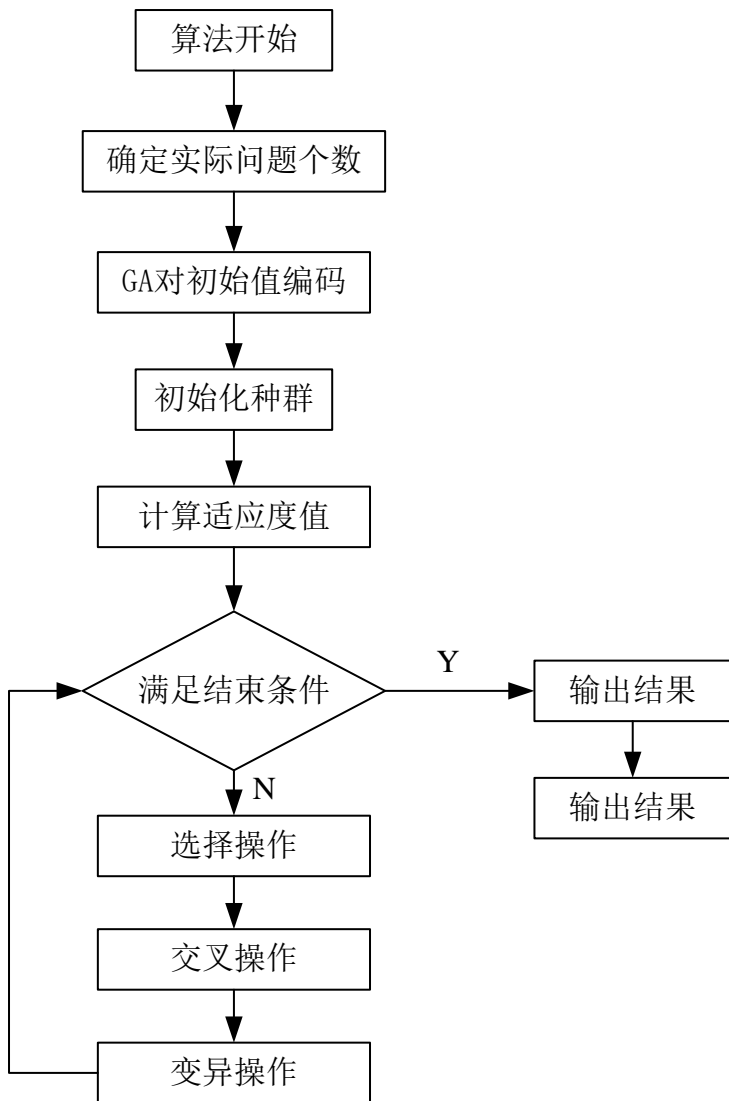 算法开始
确定实际问题个数
GA对初始值编码
初始化种群
计算适应度值
满足结束条件
Y
输出结果
输出结果
N
选择操作
交叉操作
变异操作